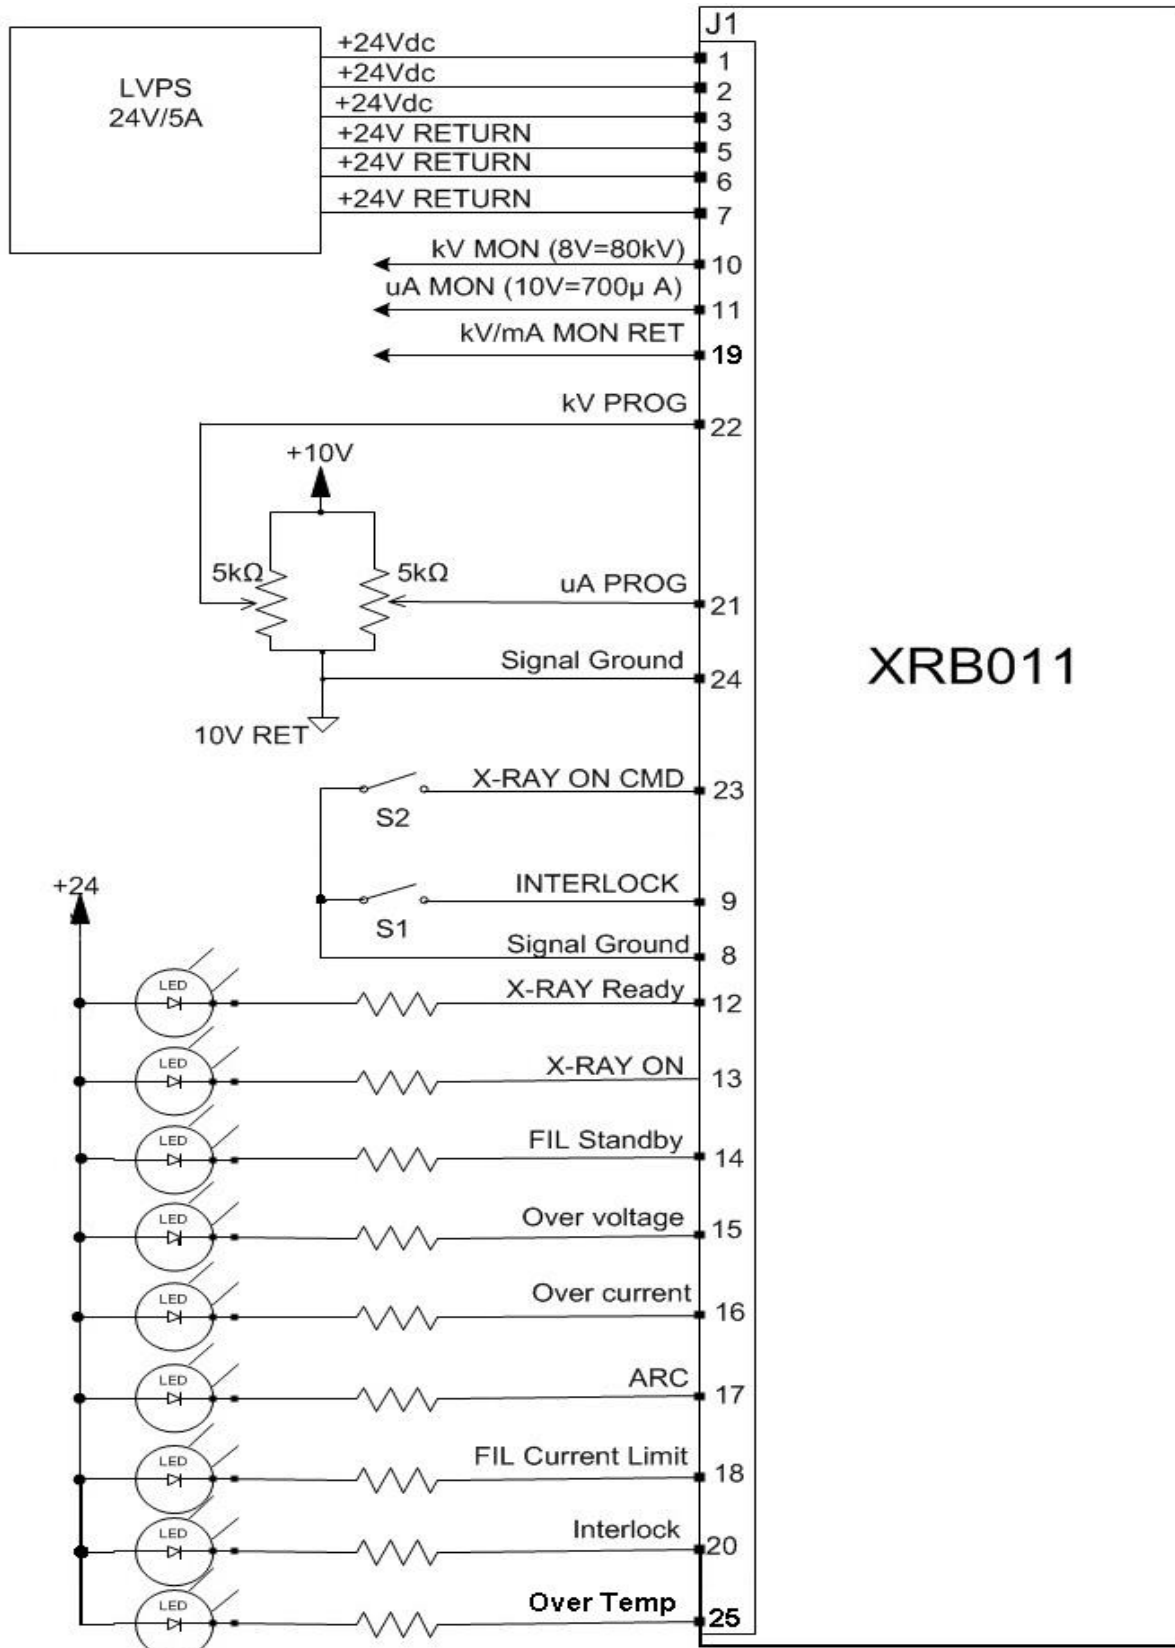 J1
LVPS
24V/5A
+24Vdc
1
+24Vdc
2
+24Vdc
3
+24V RETURN
5
+24V RETURN
6
+24V RETURN
7
kV MON (8V=80kV)
10
uA MON (10V=700µ A)
11
kV/mA MON RET
19
kV PROG
22
+10V
5kΩ
5kΩ
uA PROG
21
Signal Ground
24
10V RET
XRB011
X-RAY ON CMD
23
S2
INTERLOCK
9
S1
Signal Ground
8
+24
LED
X-RAY Ready
12
LED
X-RAY ON
13
LED
FIL Standby
14
LED
Over voltage
15
LED
Over current
16
LED
ARC
17
LED
FIL Current Limit
18
LED
Interlock
20
LED
Over Temp
25